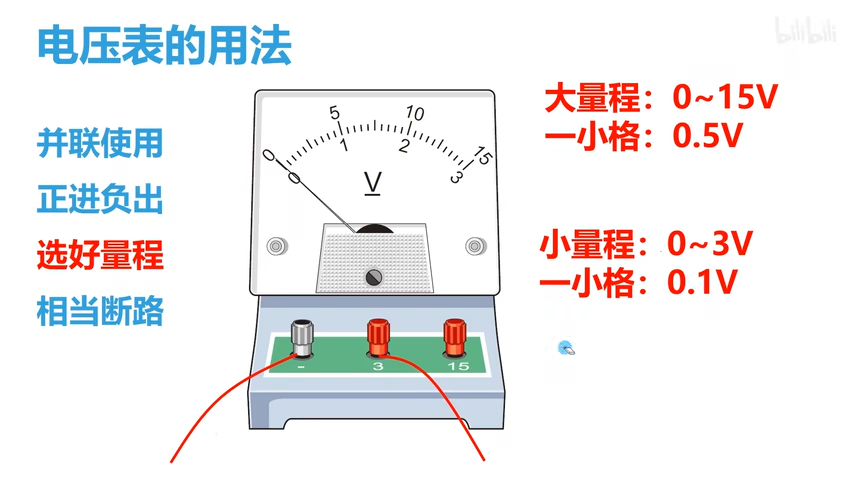 电压表的用法
bilibili
并联使用
正进负出
选好量程
相当断路
5 10
0 15
1 2
0 3
V
- 3 15
大量程：0~15V
一小格：0.5V
小量程：0~3V
一小格：0.1V